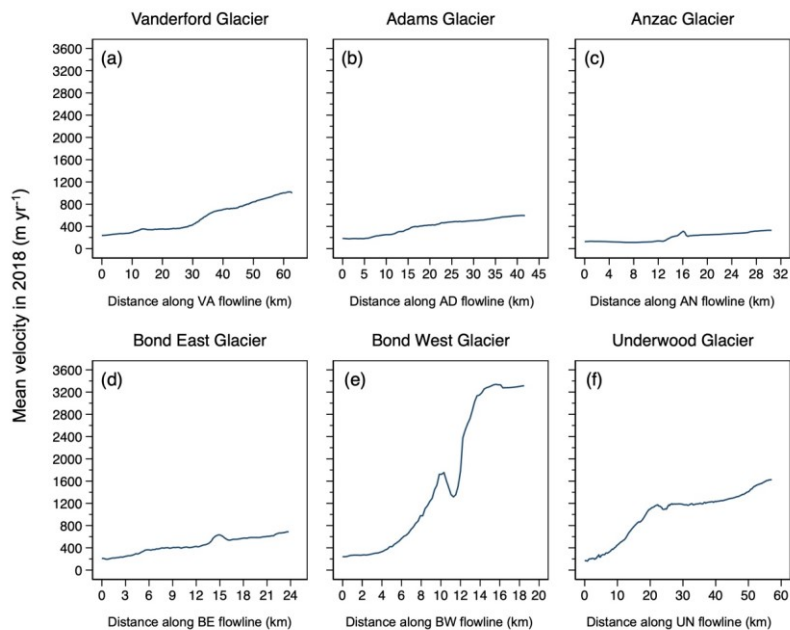 Vanderford Glacier Adams Glacier Anzac Glacier
Mean velocity in 2018 (m yr⁻¹)
3600 (a) (b) (c)
3200
2800
2400
2000
1600
1200
800
400
0
0 10 20 30 40 50 60 0 5 10 15 20 25 30 35 40 45 0 4 8 12 16 20 24 28 32
Distance along VA flowline (km) Distance along AD flowline (km) Distance along AN flowline (km)
Bond East Glacier Bond West Glacier Underwood Glacier
3600 (d) (e) (f)
3200
2800
2400
2000
1600
1200
800
400
0
0 3 6 9 12 15 18 21 24 0 2 4 6 8 10 12 14 16 18 20 0 10 20 30 40 50 60
Distance along BE flowline (km) Distance along BW flowline (km) Distance along UN flowline (km)